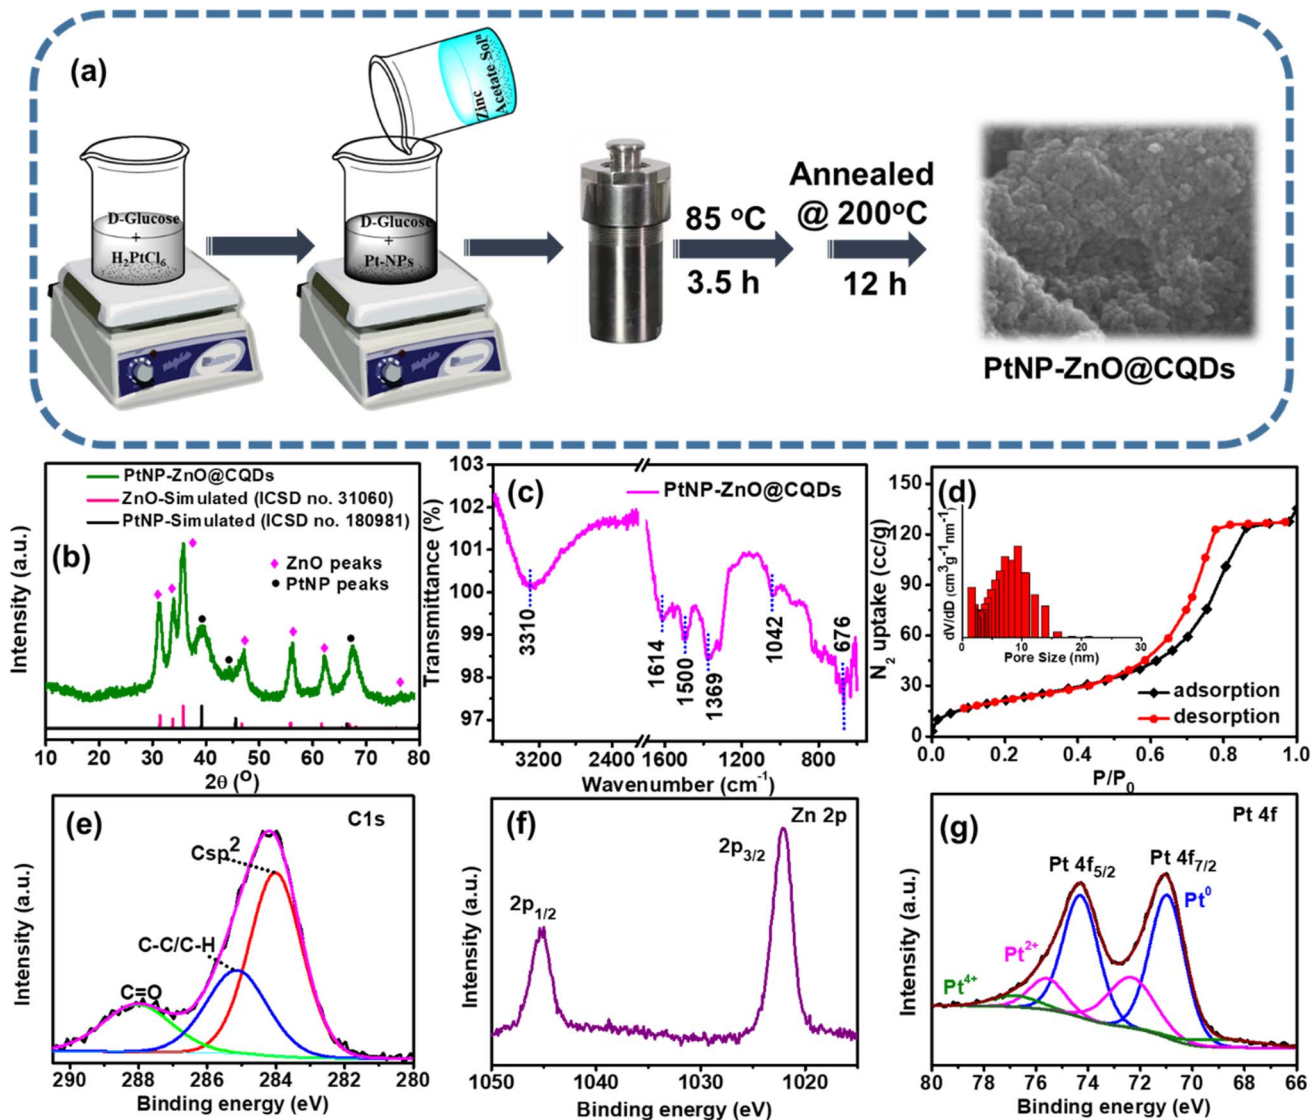 (a)
Zinc
Acetate Solⁿ
D-Glucose
+
H₂PtCl₆
D-Glucose
+
Pt-NPs
85 °C
3.5 h
Annealed
@ 200°C
12 h
PtNP-ZnO@CQDs
(b)
PtNP-ZnO@CQDs
ZnO-Simulated (ICSD no. 31060)
PtNP-Simulated (ICSD no. 180981)
ZnO peaks
PtNP peaks
Intensity (a.u.)
10 20 30 40 50 60 70 80
2θ (°)
(c)
PtNP-ZnO@CQDs
Transmittance (%)
103
102
101
100
99
98
97
3310
1614
1500
1369
1042
676
3200 2400 1600 1200 800
Wavenumber (cm⁻¹)
(d)
N₂ uptake (cc/g)
150
120
90
60
30
0
dV/dD (cm³g⁻¹nm⁻¹)
0 10 20 30
Pore Size (nm)
adsorption
desorption
0.0 0.2 0.4 0.6 0.8 1.0
P/P₀
(e)
C1s
Csp²
C-C/C-H
C=O
Intensity (a.u.)
290 288 286 284 282 280
Binding energy (eV)
(f)
Zn 2p
2p₃/₂
2p₁/₂
Intensity (a.u.)
1050 1040 1030 1020
Binding energy (eV)
(g)
Pt 4f
Pt 4f₅/₂
Pt 4f₇/₂
Pt⁰
Pt²⁺
Pt⁴⁺
Intensity (a.u.)
80 78 76 74 72 70 68 66
Binding energy (eV)